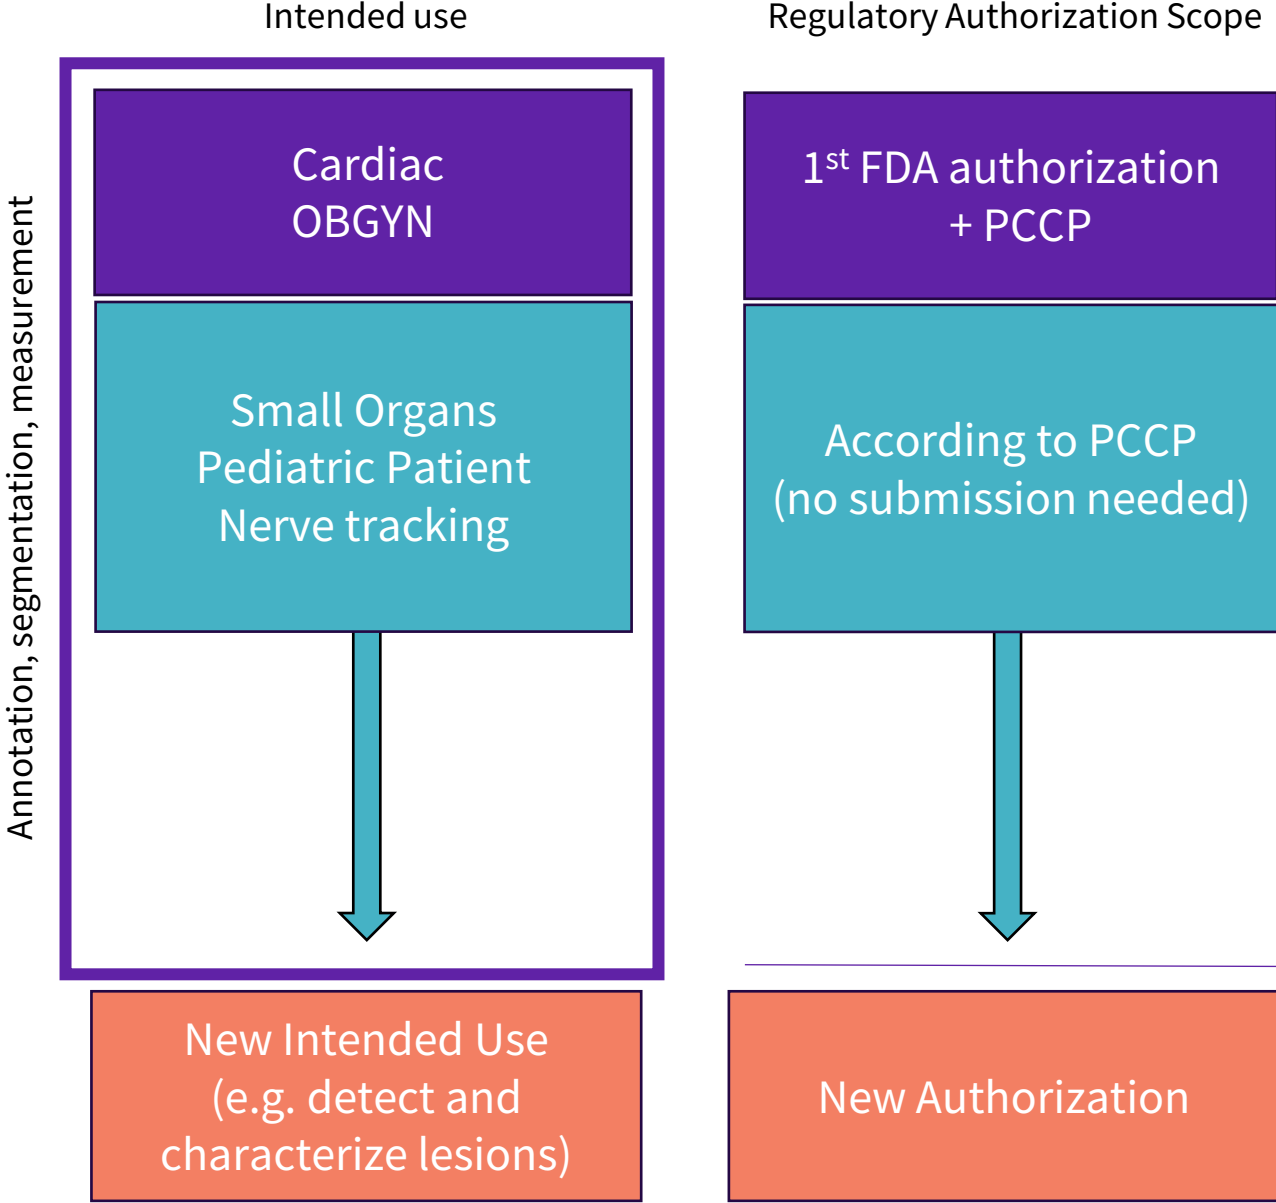 Intended use
Regulatory Authorization Scope
Annotation, segmentation, measurement
Cardiac
OBGYN
1st FDA authorization
+ PCCP
Small Organs
Pediatric Patient
Nerve tracking
According to PCCP
(no submission needed)
New Intended Use
(e.g. detect and
characterize lesions)
New Authorization